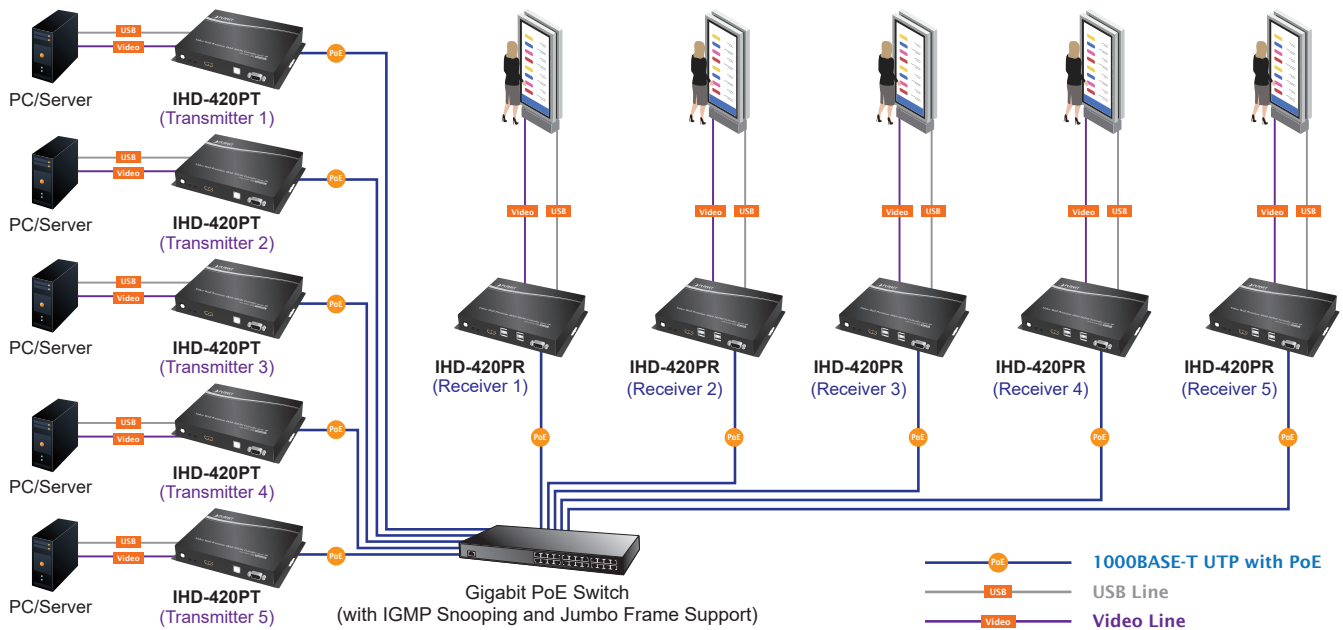 USB
Video
PoE
PC/Server
IHD-420PT
(Transmitter 1)
USB
Video
PoE
PC/Server
IHD-420PT
(Transmitter 2)
USB
Video
PoE
PC/Server
IHD-420PT
(Transmitter 3)
USB
Video
PoE
PC/Server
IHD-420PT
(Transmitter 4)
USB
Video
PoE
PC/Server
IHD-420PT
(Transmitter 5)
Video USB
IHD-420PR
(Receiver 1)
PoE
Video USB
IHD-420PR
(Receiver 2)
PoE
Video USB
IHD-420PR
(Receiver 3)
PoE
Video USB
IHD-420PR
(Receiver 4)
PoE
Video USB
IHD-420PR
(Receiver 5)
PoE
Gigabit PoE Switch
(with IGMP Snooping and Jumbo Frame Support)
PoE 1000BASE-T UTP with PoE
USB USB Line
Video Video Line